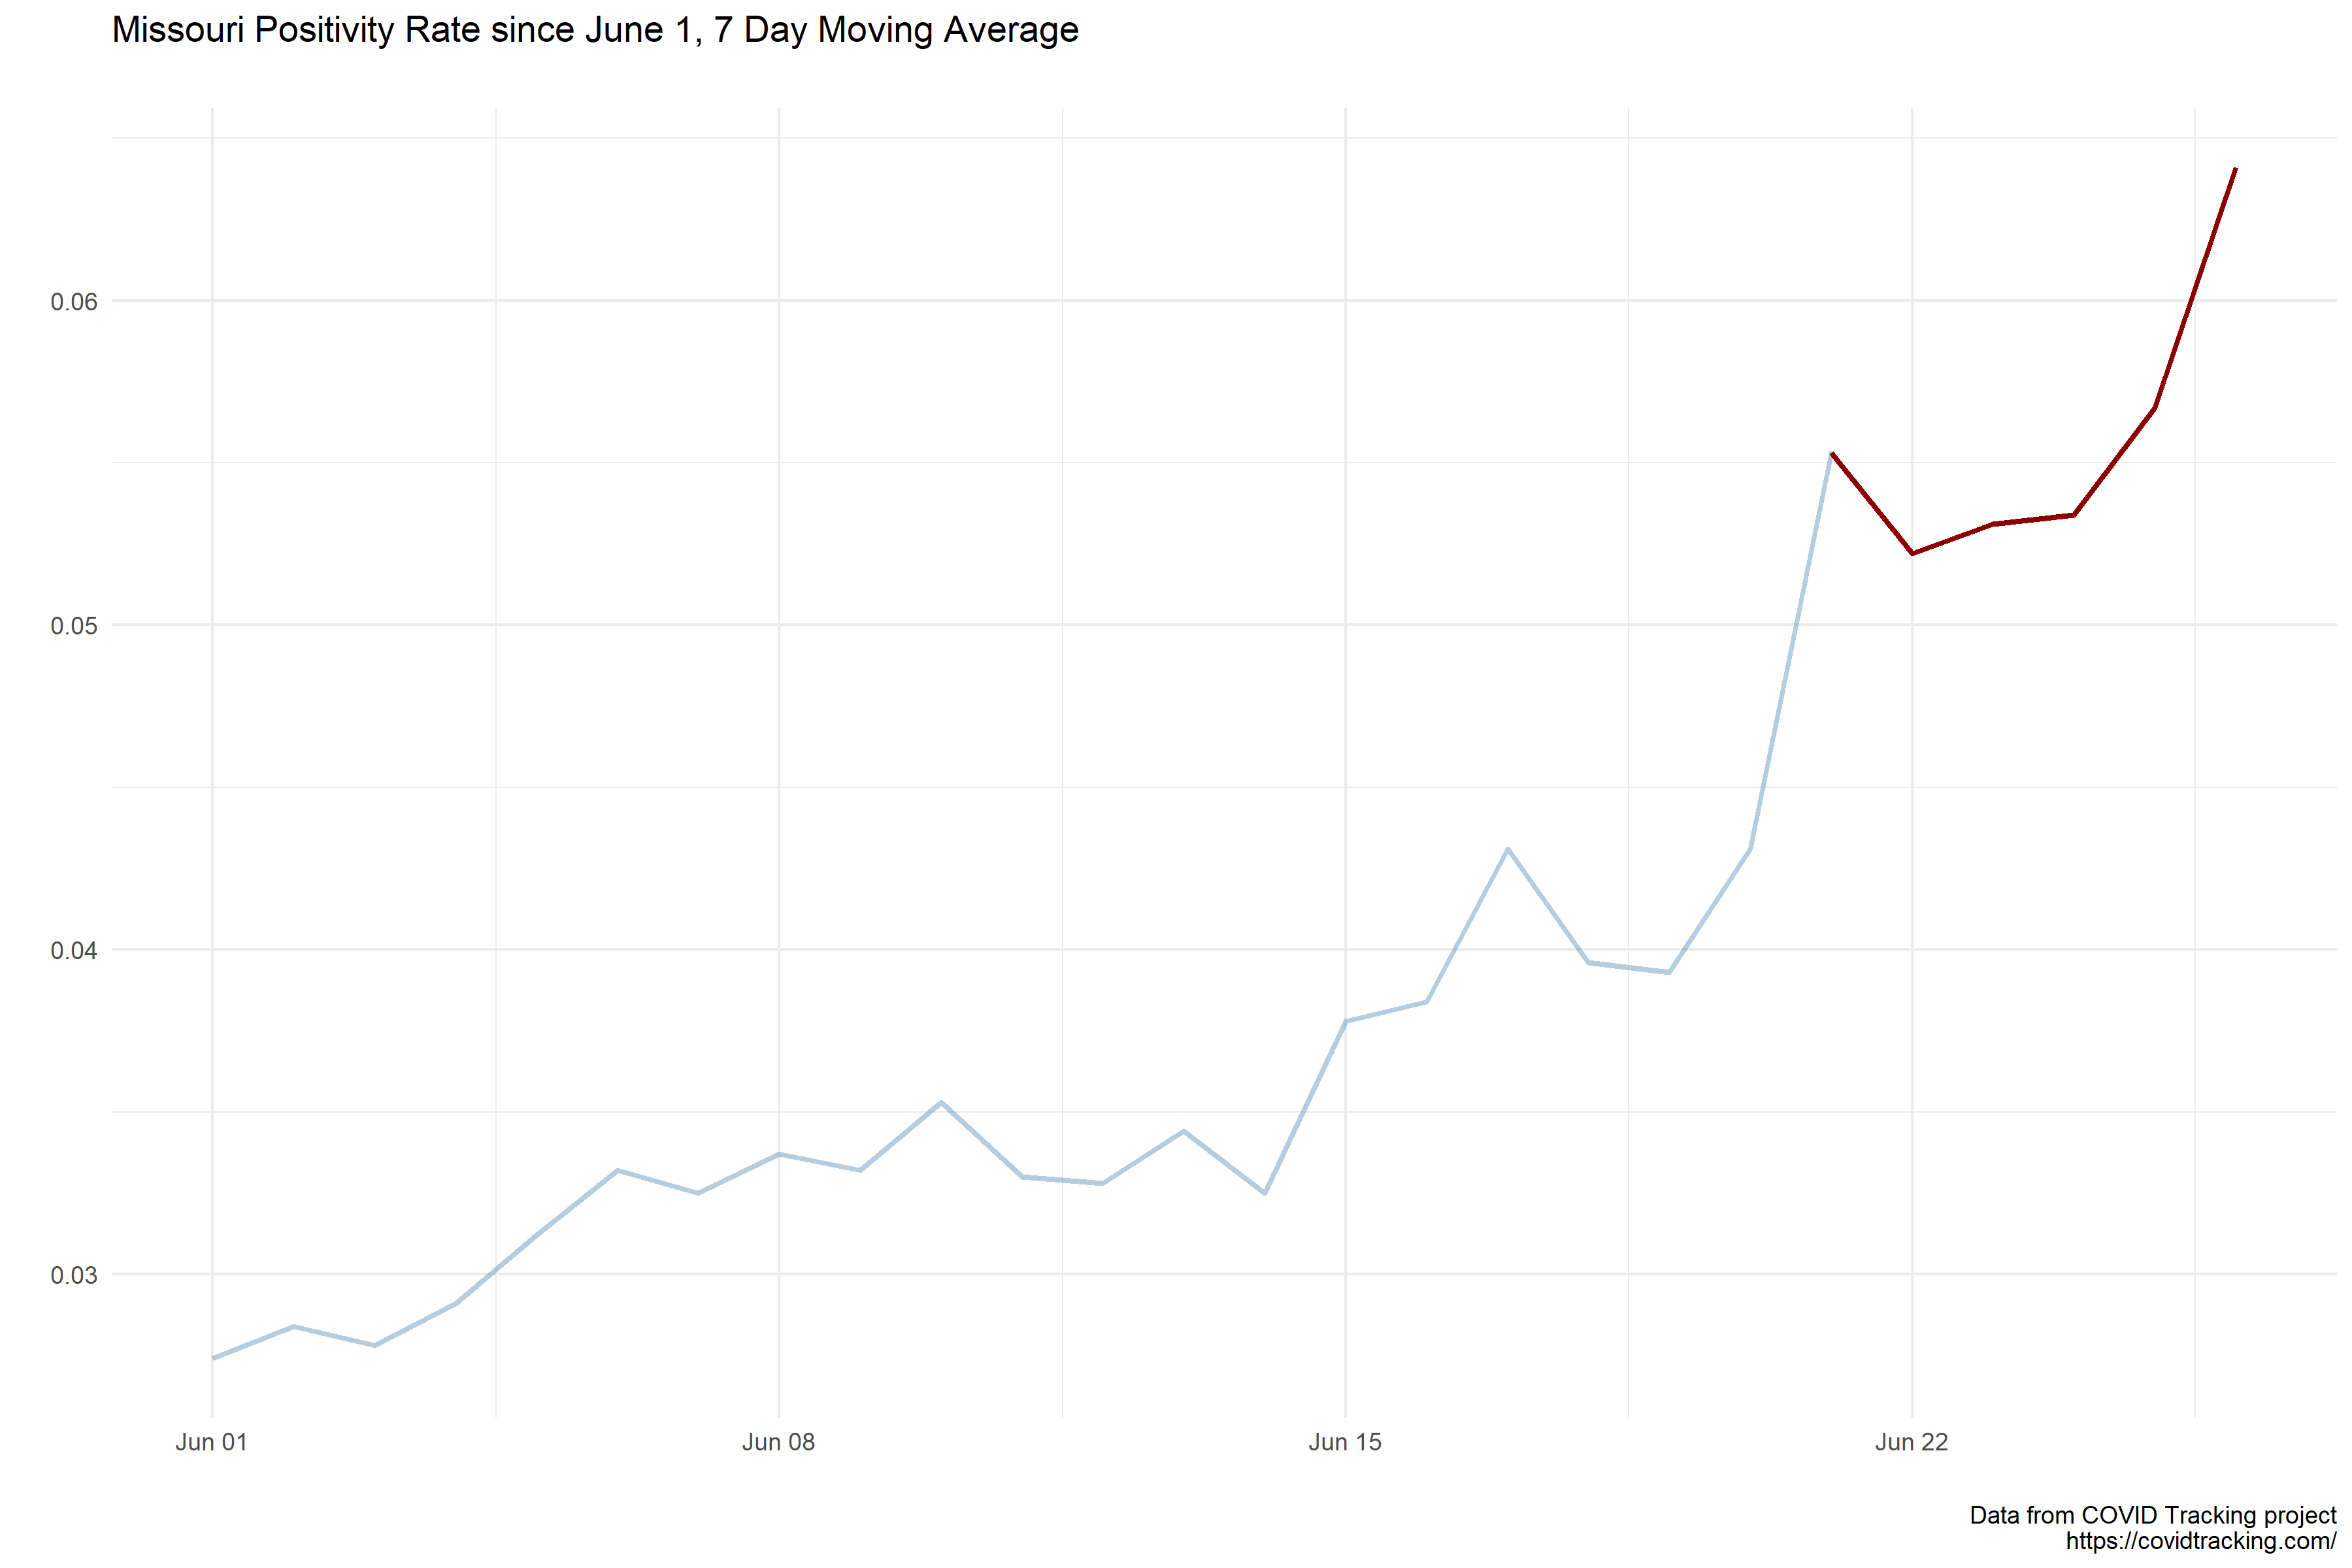 Missouri Positivity Rate since June 1, 7 Day Moving Average
0.06
0.05
0.04
0.03
Jun 01
Jun 08
Jun 15
Jun 22
Data from COVID Tracking project
https://covidtracking.com/